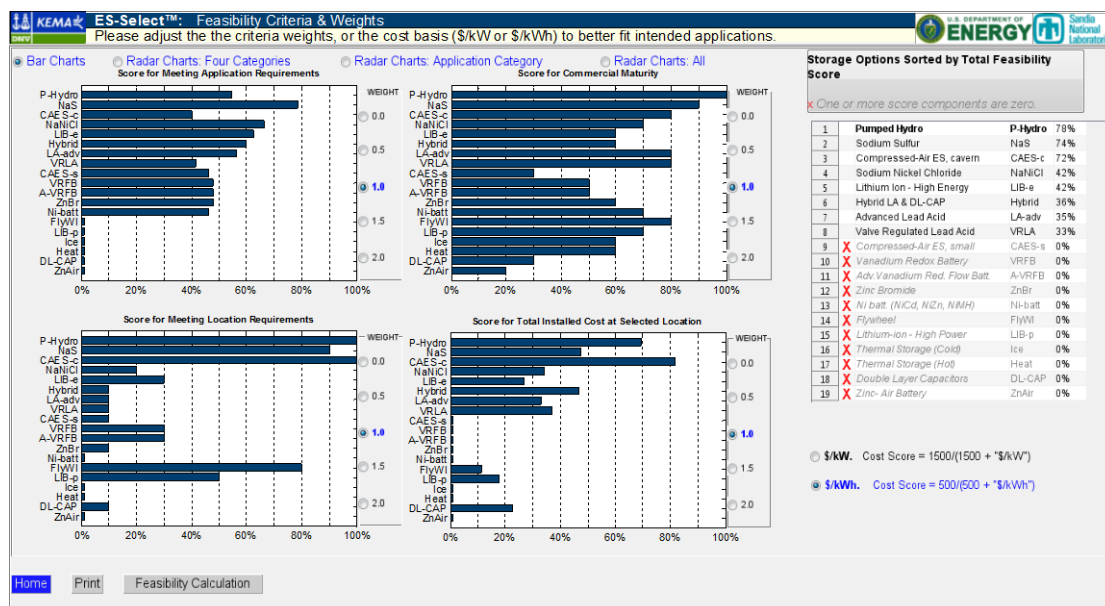 KEMA
DNV
ES-Select™: Feasibility Criteria & Weights
Please adjust the the criteria weights, or the cost basis ($/kW or $/kWh) to better fit intended applications.
U.S. DEPARTMENT OF
ENERGY
Sandia
National
Laboratori
Bar Charts
Radar Charts: Four Categories
Radar Charts: Application Category
Radar Charts: All
Score for Meeting Application Requirements
WEIGHT
P-Hydro
NaS
CAES-c
NaNiCl
LIB-e
Hybrid
LA-adv
VRLA
CAES-s
VRFB
A-VRFB
ZnBr
Ni-batt
FlyWl
LIB-p
Ice
Heat
DL-CAP
ZnAir
0.0
0.5
1.0
1.5
2.0
0% 20% 40% 60% 80% 100%
Score for Commercial Maturity
WEIGHT
P-Hydro
NaS
CAES-c
NaNiCl
LIB-e
Hybrid
LA-adv
VRLA
CAES-s
VRFB
A-VRFB
ZnBr
Ni-batt
FlyWl
LIB-p
Ice
Heat
DL-CAP
ZnAir
0.0
0.5
1.0
1.5
2.0
0% 20% 40% 60% 80% 100%
Score for Meeting Location Requirements
WEIGHT
P-Hydro
NaS
CAES-c
NaNiCl
LIB-e
Hybrid
LA-adv
VRLA
CAES-s
VRFB
A-VRFB
ZnBr
Ni-batt
FlyWl
LIB-p
Ice
Heat
DL-CAP
ZnAir
0.0
0.5
1.0
1.5
2.0
0% 20% 40% 60% 80% 100%
Score for Total Installed Cost at Selected Location
WEIGHT
P-Hydro
NaS
CAES-c
NaNiCl
LIB-e
Hybrid
LA-adv
VRLA
CAES-s
VRFB
A-VRFB
ZnBr
Ni-batt
FlyWl
LIB-p
Ice
Heat
DL-CAP
ZnAir
0.0
0.5
1.0
1.5
2.0
0% 20% 40% 60% 80% 100%
Storage Options Sorted by Total Feasibility
Score
x One or more score components are zero.
1 Pumped Hydro P-Hydro 78%
2 Sodium Sulfur NaS 74%
3 Compressed-Air ES, cavern CAES-c 72%
4 Sodium Nickel Chloride NaNiCl 42%
5 Lithium Ion - High Energy LIB-e 42%
6 Hybrid LA & DL-CAP Hybrid 36%
7 Advanced Lead Acid LA-adv 35%
8 Valve Regulated Lead Acid VRLA 33%
9 X Compressed-Air ES, small CAES-s 0%
10 X Vanadium Redox Battery VRFB 0%
11 X Adv.Vanadium Red. Flow Batt. A-VRFB 0%
12 X Zinc Bromide ZnBr 0%
13 X Ni batt. (NiCd, NiZn, NiMH) Ni-batt 0%
14 X Flywheel FlyWl 0%
15 X Lithium-ion - High Power LIB-p 0%
16 X Thermal Storage (Cold) Ice 0%
17 X Thermal Storage (Hot) Heat 0%
18 X Double Layer Capacitors DL-CAP 0%
19 X Zinc- Air Battery ZnAir 0%
$/kW. Cost Score = 1500/(1500 + "$/kW")
$/kWh. Cost Score = 500/(500 + "$/kWh")
Home
Print
Feasibility Calculation